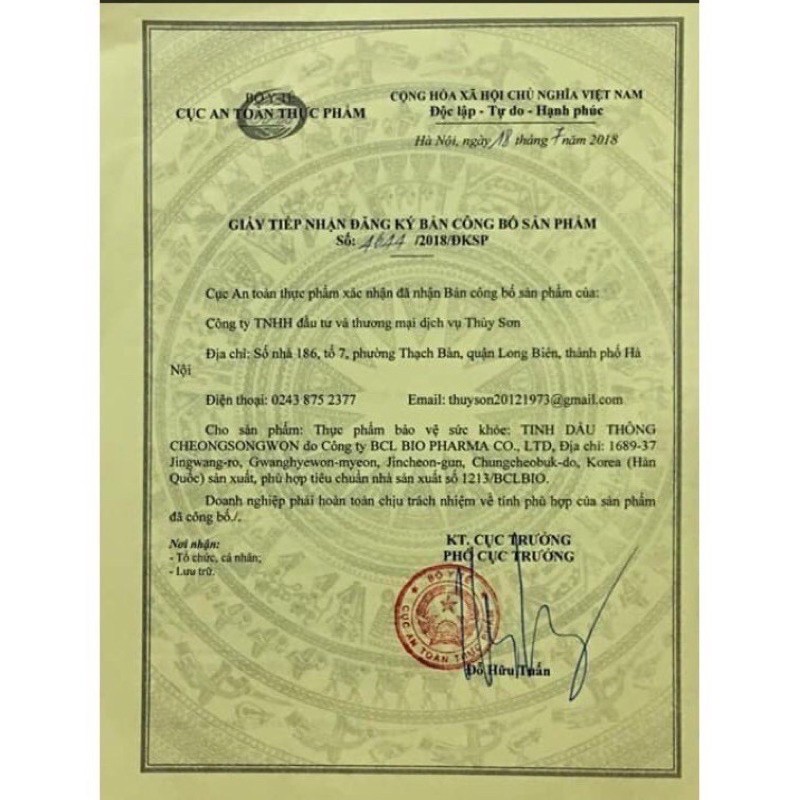 BỘ Y TẾ
CỤC AN TOÀN THỰC PHẨM
CỘNG HÒA XÃ HỘI CHỦ NGHĨA VIỆT NAM
Độc lập - Tự do - Hạnh phúc
Hà Nội, ngày 18 tháng 7 năm 2018
GIẤY TIẾP NHẬN ĐĂNG KÝ BẢN CÔNG BỐ SẢN PHẨM
Số: /2018/ĐKSP
Cục An toàn thực phẩm xác nhận đã nhận Bản công bố sản phẩm của:
Công ty TNHH đầu tư và thương mại dịch vụ Thùy Sơn
Địa chỉ: Số nhà 186, tổ 7, phường Thạch Bàn, quận Long Biên, thành phố Hà
Nội
Điện thoại: 0243 875 2377 Email: thuyson20121973@gmail.com
Cho sản phẩm: Thực phẩm bảo vệ sức khỏe: TINH DẦU THÔNG
CHEONGSONGWON do Công ty BCL BIO PHARMA CO., LTD, Địa chỉ: 1689-37
Jingwang-ro, Gwanghyewon-myeon, Jincheon-gun, Chungcheobuk-do, Korea (Hàn
Quốc) sản xuất, phù hợp tiêu chuẩn nhà sản xuất số 1213/BCLBIO.
Doanh nghiệp phải hoàn toàn chịu trách nhiệm về tính phù hợp của sản phẩm
đã công bố./.
Nơi nhận:
- Tổ chức, cá nhân;
- Lưu trữ.
KT. CỤC TRƯỞNG
PHÓ CỤC TRƯỞNG
BỘ Y TẾ
CỤC AN TOÀN THỰC PHẨM
Đỗ Hữu Tuấn